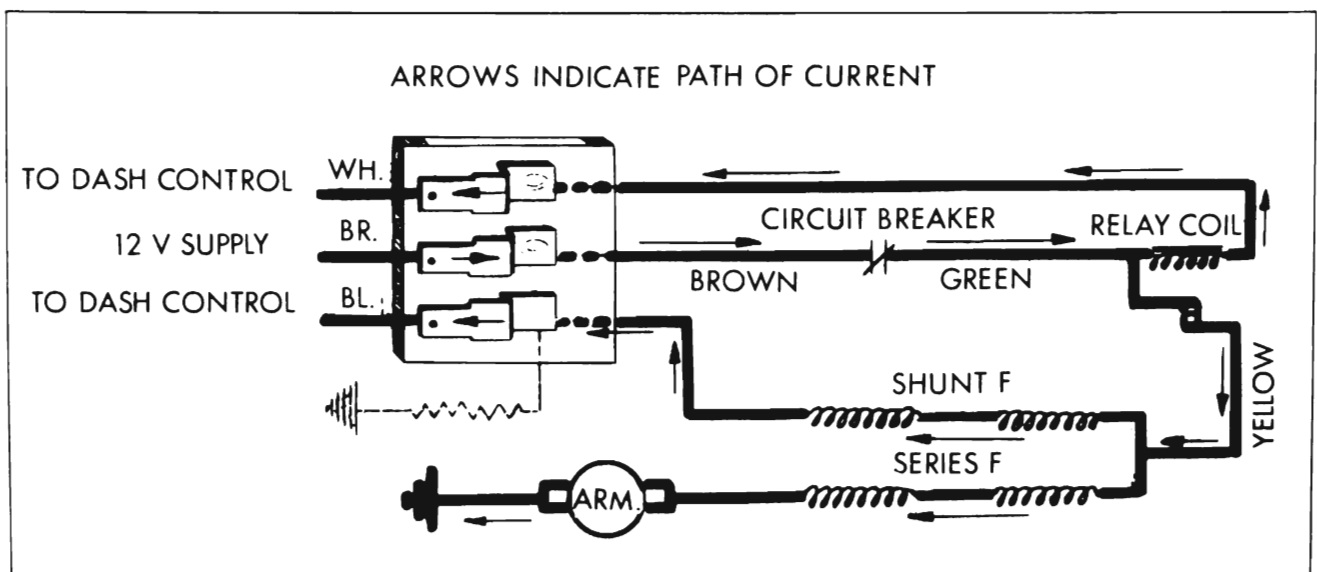 ARROWS INDICATE PATH OF CURRENT
TO DASH CONTROL
WH.
12 V SUPPLY
BR.
TO DASH CONTROL
BL.
CIRCUIT BREAKER
RELAY COIL
BROWN
GREEN
YELLOW
SHUNT F
SERIES F
ARM.